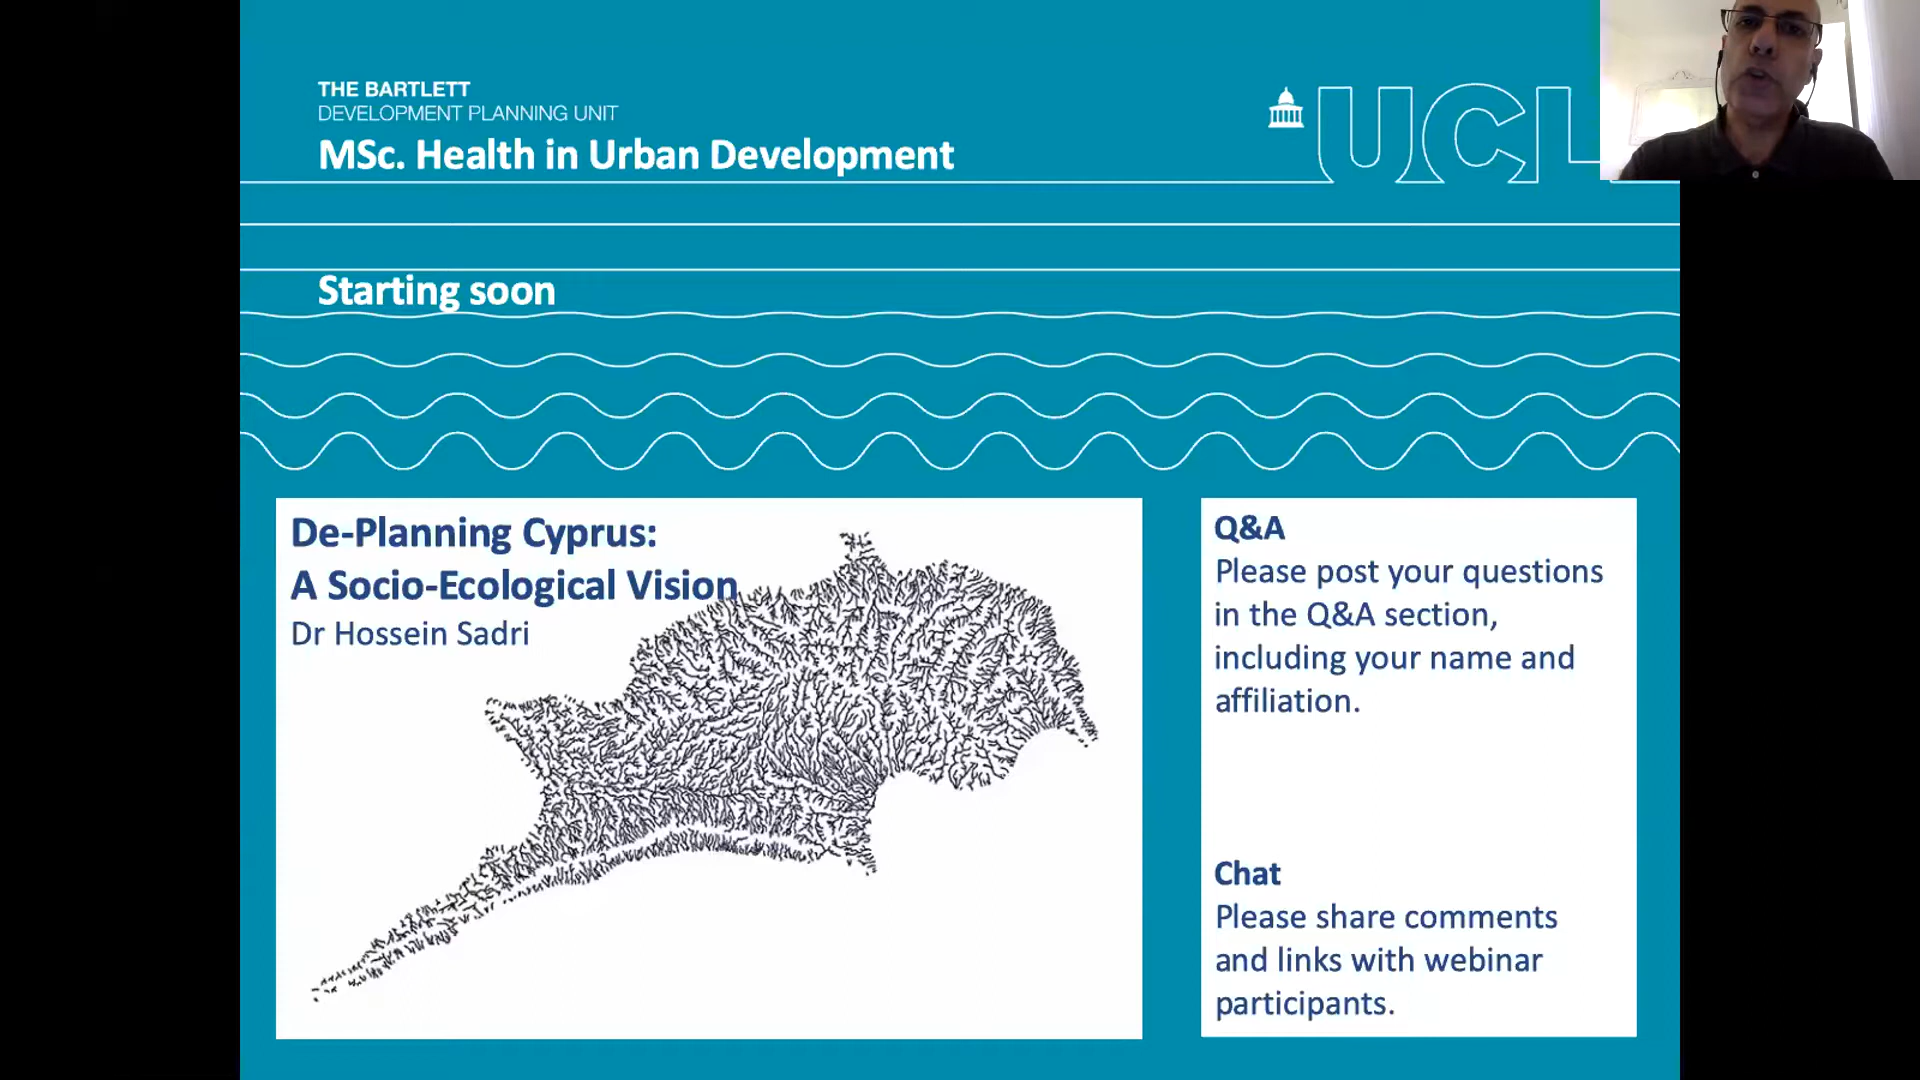 THE BARTLETT
DEVELOPMENT PLANNING UNIT
MSc. Health in Urban Development
UCL
Starting soon
De-Planning Cyprus:
A Socio-Ecological Vision
Dr Hossein Sadri
Q&A
Please post your questions
in the Q&A section,
including your name and
affiliation.
Chat
Please share comments
and links with webinar
participants.